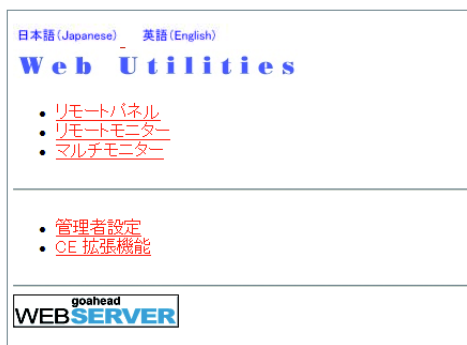 日本語(Japanese) 英語(English)
Web Utilities
リモートパネル
リモートモニター
マルチモニター
管理者設定
CE 拡張機能
goahead
WEBSERVER